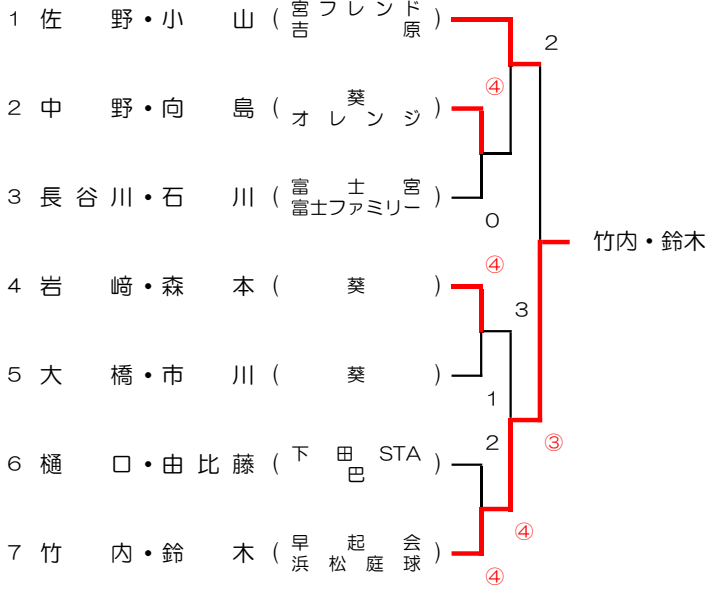 1 佐野・小山 (宮フレンド 吉原)
2
④
2 中野・向島 (葵 オレンジ)
3 長谷川・石川 (富士宮 富士ファミリー)
0
竹内・鈴木
④
4 岩﨑・森本 (葵)
3
5 大橋・市川 (葵)
1
2
③
6 樋口・由比藤 (下田STA 巴)
④
7 竹内・鈴木 (早起会 浜松庭球)
④